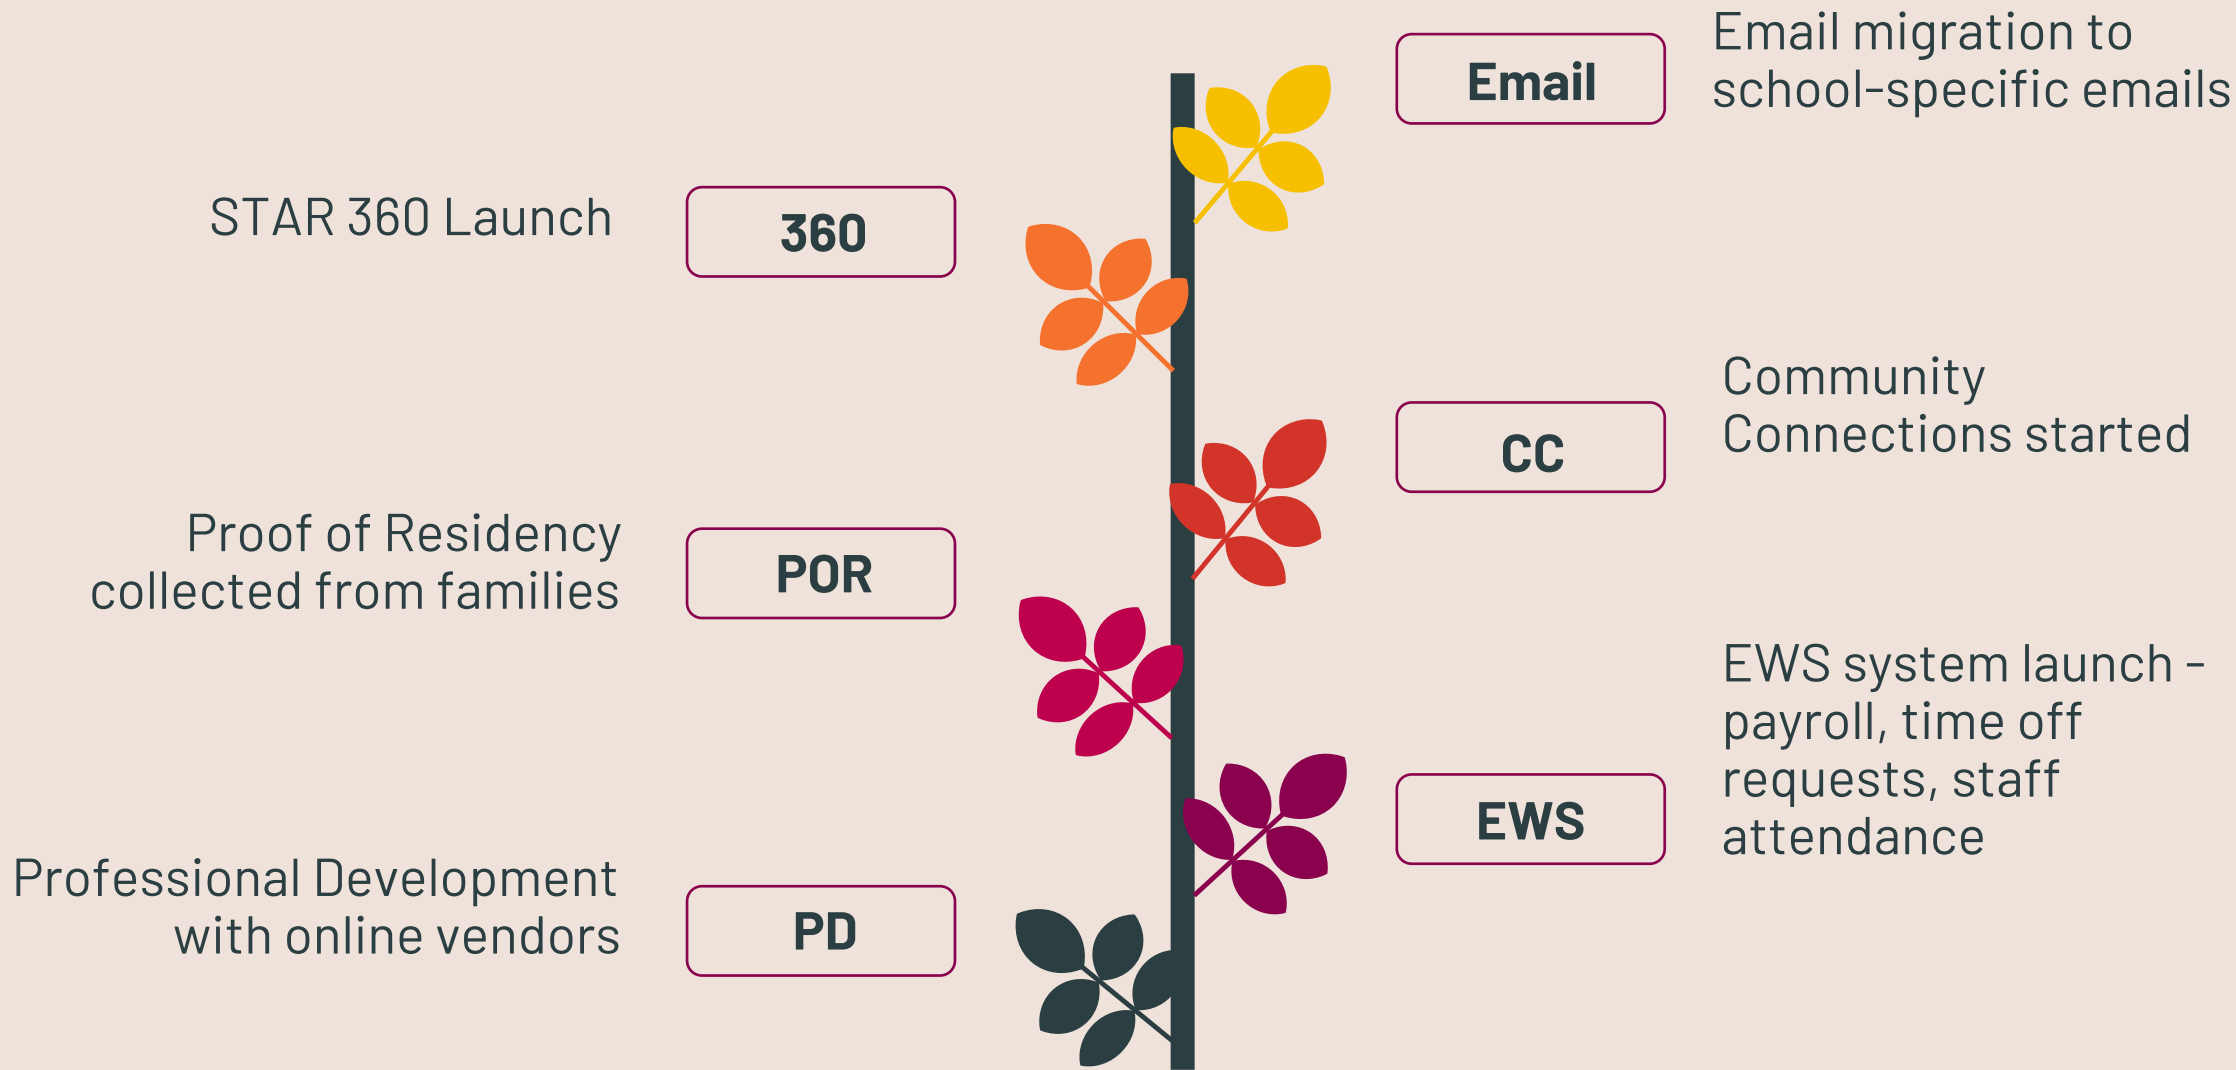 Email
Email migration to
school-specific emails
STAR 360 Launch
360
CC
Community
Connections started
Proof of Residency
collected from families
POR
EWS
EWS system launch -
payroll, time off
requests, staff
attendance
Professional Development
with online vendors
PD